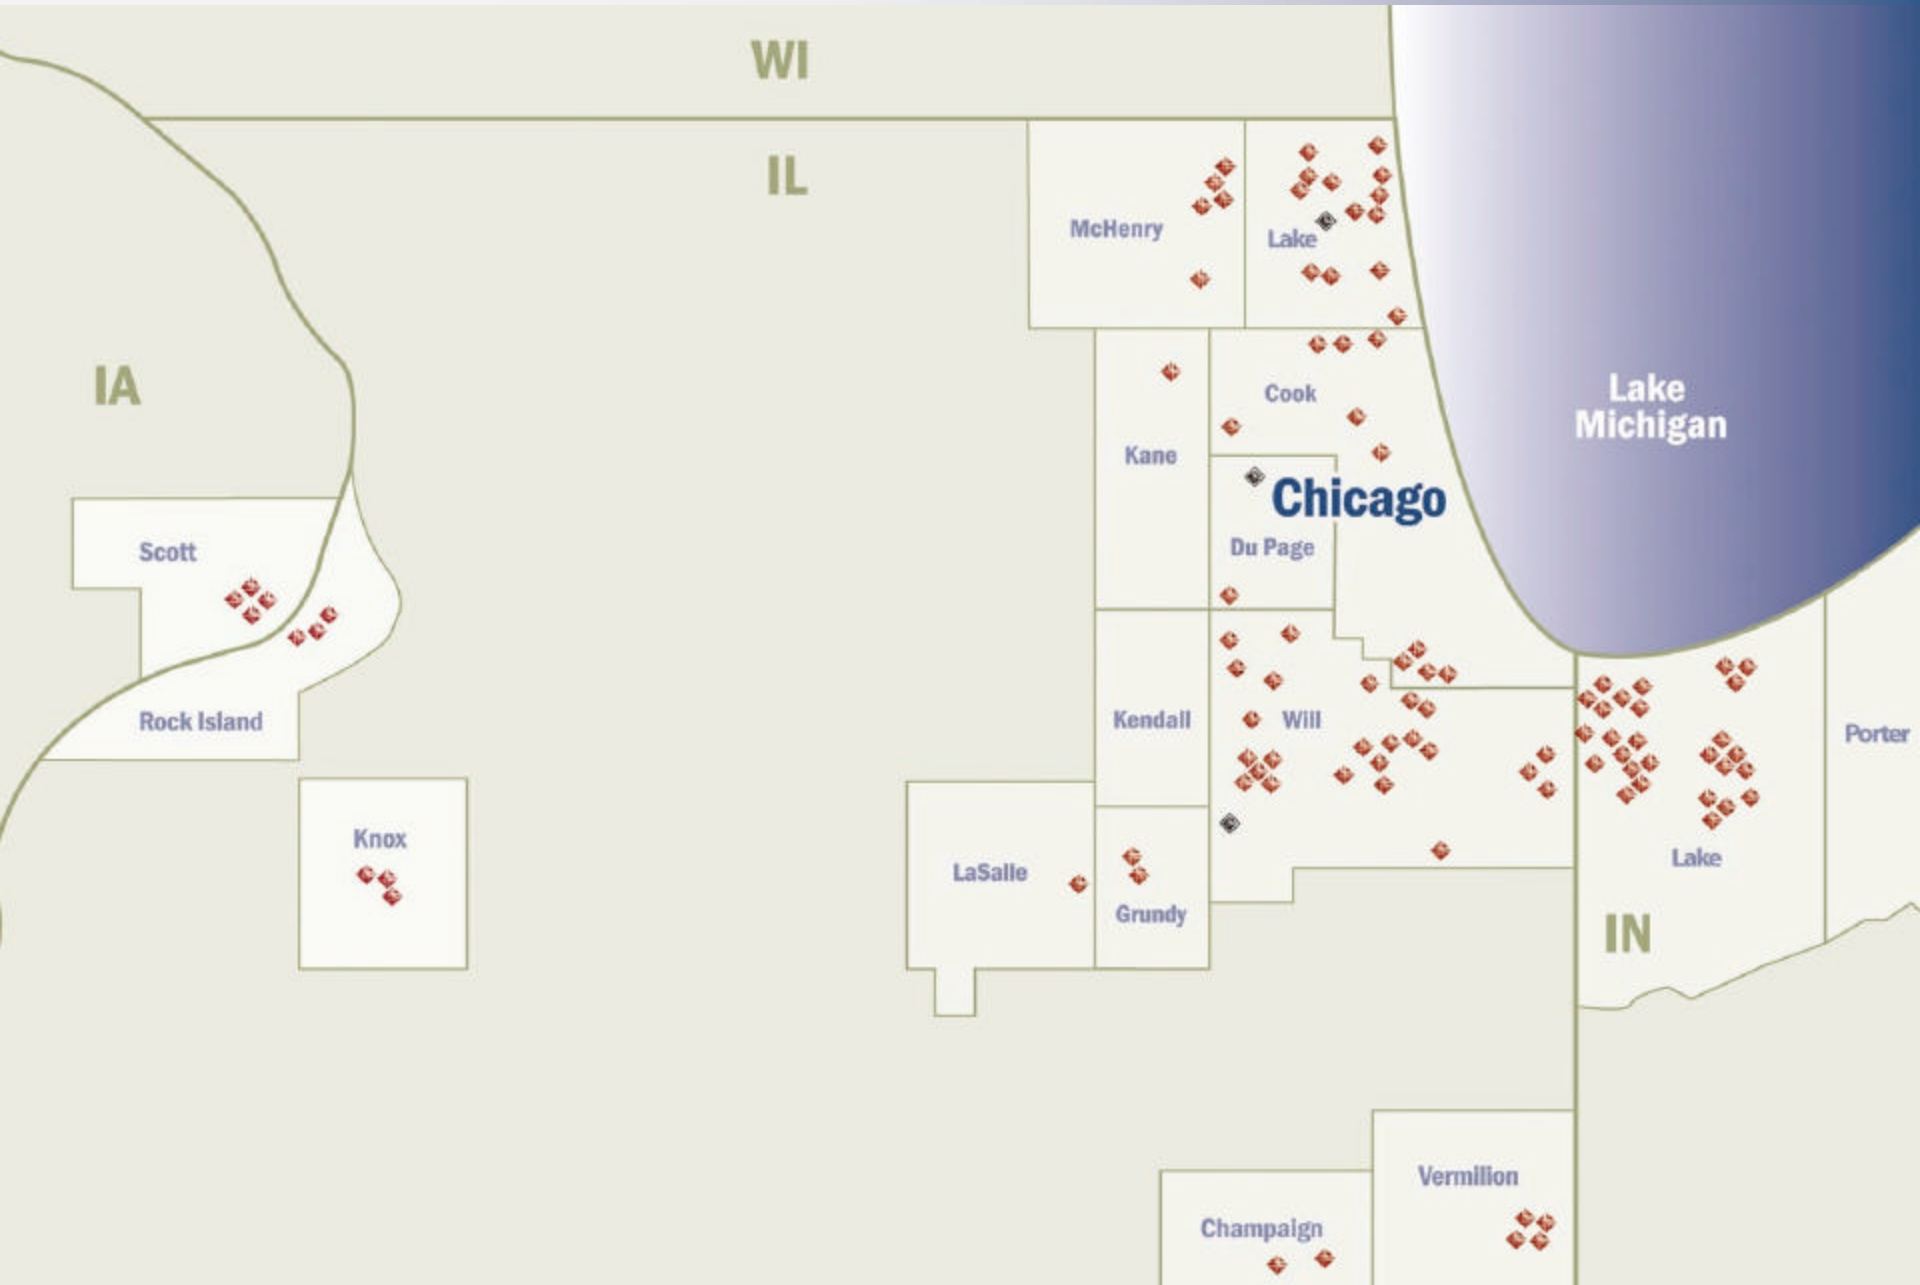 WI
IL
McHenry
Lake
IA
Lake
Michigan
Cook
Kane
Chicago
Scott
Du Page
Rock Island
Kendall
Will
Porter
Knox
LaSalle
Lake
Grundy
IN
Vermilion
Champaign